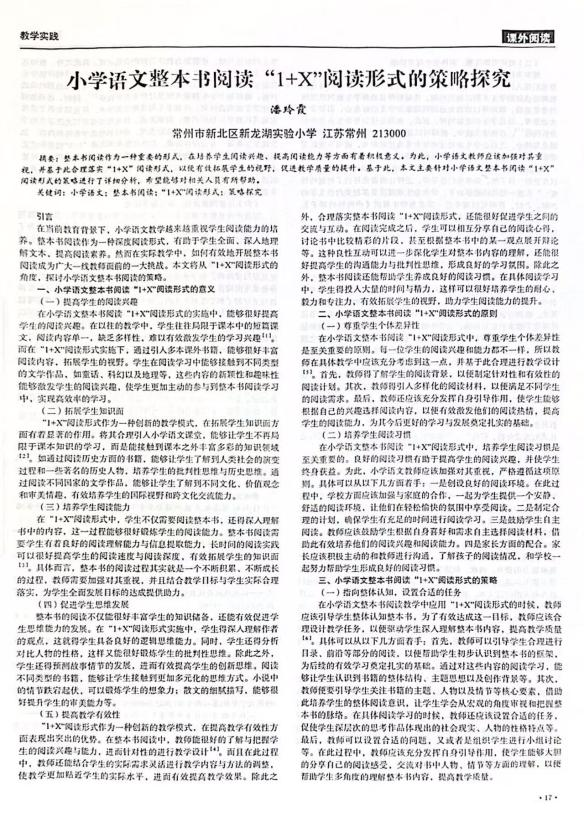 教学实践
课外阅读
小学语文整本书阅读“1+X”阅读形式的策略探究
潘玲霞
常州市新北区新龙湖实验小学 江苏常州 213000
摘要：整本书阅读作为一种重要的形式，在培养学生阅读兴趣、提高阅读能力等方面有着积极意义。为此，小学语文教师应该加强对其重
视，并基于此合理落实“1+X”阅读形式，以便有效拓展学生的视野，促进教学质量的提升。基于此，本文主要针对小学语文整本书阅读“1+X”
阅读形式的策略进行了详细分析，希望能够对相关人员有所帮助。
关键词：小学语文；整本书阅读；“1+X”阅读形式；策略探究
引言
在当前教育背景下，小学语文教学越来越重视学生阅读能力的培
养。整本书阅读作为一种深度阅读形式，有助于学生全面、深入地理
解文本、提高阅读素养。然而在实际教学中，如何有效地开展整本书
阅读成为广大一线教师面前的一大挑战。本文将从“1+X”阅读形式的
角度，探讨小学语文整本书阅读的策略。
一、小学语文整本书阅读“1+X”阅读形式的意义
（一）提高学生的阅读兴趣
在小学语文整本书阅读“1+X”阅读形式的实施中，能够很好提高
学生的阅读兴趣。在以往的教学中，学生往往局限于课本中的短篇课
文，阅读内容单一，缺乏多样性，难以有效激发学生的学习兴趣[1]。
而在“1+X”阅读形式实施下，通过引入多本课外书籍，能够很好丰富
阅读内容，拓展学生的视野。学生在阅读学习中能够接触到不同类型
的文学作品，如童话、科幻以及地理等，这些内容的新颖性和趣味性
能够激发学生的阅读兴趣，使学生更加主动的参与到整本书阅读学习
中，实现高效率的学习。
（二）拓展学生知识面
“1+X”阅读形式作为一种创新的教学模式，在拓展学生知识面方
面有着显著的作用。将其合理引入小学语文课堂，能够让学生不再局
限于课本知识的学习，而是能接触到课本之外丰富多彩的知识领域
[2]。如通过阅读历史方面的书籍，能够让学生了解到人类社会的演变
过程和一些著名的历史人物，培养学生的批判性思维与历史思维。通
过阅读不同国家的文学作品，能够让学生了解到不同文化、价值观念
和审美情趣，有效培养学生的国际视野和跨文化交流能力。
（三）培养学生阅读能力
在“1+X”阅读形式中，学生不仅需要阅读整本书，还得深入理解
书中的内容，这一过程能够很好锻炼学生的阅读能力。整本书阅读需
要学生有着良好的阅读理解能力与信息提取能力，长时间的阅读实践
可以很好提高学生的阅读速度与阅读深度，有效拓展学生的知识面
[3]。具体而言，整本书的阅读过程其实就是一个不断积累、不断成长
的过程，教师需要加强对其重视，并且结合教学目标与学生实际合理
落实，为学生全面发展目标的达成提供助力。
（四）促进学生思维发展
整本书的阅读不仅能很好丰富学生的知识储备，还能有效促进学
生思维能力的发展。在“1+X”阅读形式实施中，学生得深入理解作者
的观点，这就得学生具备良好的逻辑思维能力。同时，学生还得分析
对比人物的性格，这样又能很好锻炼学生的批判性思维。除此之外，
学生还得预测故事情节的发展，进而有效提高学生的创新思维。阅读
不同类型的书籍，能够让学生接触到更加多元化的思维方式。小说中
的情节跌宕起伏，可以锻炼学生的想象力；散文的细腻描写，能够很
好提升学生的审美能力等。
（五）提高教学有效性
“1+X”阅读形式作为一种创新的教学模式，在提高教学有效性方
面表现出突出的优势。在整本书阅读中，教师能很好的了解与把握学
生的阅读兴趣与能力，进而针对性的进行教学设计[4]。而且在此过程
中，教师还能结合学生的实际需求灵活进行教学内容与方法的调整，
使教学更加贴近学生的实际水平，进而有效提高教学效果。除此之
外，合理落实整本书阅读“1+X”阅读形式，还能很好促进学生之间的
交流与互动。在阅读完成之后，学生可以相互分享自己的阅读心得，
讨论书中比较精彩的片段，甚至根据整本书中的某一观点展开辩论
等。这种良性互动可以进一步深化学生对整本书内容的理解，还能很
好提高学生的沟通能力与批判性思维，形成良好的学习氛围。除此之
外，整本书阅读还能帮助学生养成良好的阅读习惯。在具体阅读学习
中，学生得投入大量的时间与精力，这样可以很好培养学生的耐心、
毅力和专注力，有效拓展学生的视野，助力学生阅读能力的提升。
二、小学语文整本书阅读“1+X”阅读形式的原则
（一）尊重学生个体差异性
在小学语文整本书阅读“1+X”阅读形式中，尊重学生个体差异性
是至关重要的原则。每一位学生的阅读兴趣和能力都不一样，所以教
师在具体教学中应该充分考虑到这一点，并基于此合理进行教学设计
[5]。首先，教师得了解学生的阅读背景，以便制定针对性和有效性的
阅读计划。其次，教师得引入多样化的阅读材料，以便满足不同学生
的阅读需求。最后，教师还应该充分发挥自身引导作用，使学生能够
根据自己的兴趣选择阅读内容，以便有效激发他们的阅读热情，提高
学生的阅读能力，为其今后更好的学习与发展奠定扎实的基础。
（二）培养学生阅读习惯
在小学语文整本书阅读“1+X”阅读形式中，培养学生阅读习惯是
至关重要的。良好的阅读习惯有助于提高学生的阅读兴趣，并使学生
终身获益。为此，小学语文教师应该加强对其重视，严格遵循这项原
则。具体可以从以下几方面着手：一是创设良好的阅读环境。在此过
程中，学校方面应该加强与家庭的合作，一起为学生提供一个安静、
舒适的阅读环境，让他们在轻松愉快的氛围中享受阅读。二是制定合
理的计划，确保学生有充足的时间进行阅读学习。三是鼓励学生自主
阅读。教师应该鼓励学生根据自身喜好和需求自主选择阅读材料，借
助此有效培养他们的阅读兴趣和阅读能力。四是家长方面的配合。家
长应该积极主动的和教师进行沟通，了解孩子的阅读情况，和学校一
起努力帮助学生形成良好的阅读习惯。
三、小学语文整本书阅读“1+X”阅读形式的策略
（一）指向整体认知，设置合适的任务
在小学语文整本书阅读教学中应用“1+X”阅读形式的时候，教师
应该引导学生整体认知整本书，为了有效达成这一目标，教师应该合
理设计教学任务，以便驱动学生深入理解整本书内容，提高教学质量
[6]。具体可以从以下几方面着手：首先，教师可以引导学生合理进行
目录、前沿等部分的阅读，以便帮助学生初步认识到整本书的框架，
为后续的有效学习奠定扎实的基础。通过对这些内容的阅读学习，能
够让学生认识到书籍的整体结构、主题思想以及创作背景等。其次，
教师便要引导学生关注书籍的主题、人物以及情节等核心要素，借助
此培养学生的整体阅读意识，让学生学会从宏观的角度审视和把握整
本书的脉络。在具体阅读学习的时候，教师还应该设置合适的任务，
促使学生深层次的思考作品体现出的社会现实、人物的性格特点等。
最后，教师可以设置合适的问题，又或者是组织学生进行小组讨论
等。在此过程中，教师应该充分发挥自身引导作用，使学生能够大胆
的分享自己的阅读感受，交流对书中人物、情节等方面的理解，以便
帮助学生多角度的理解整本书内容，提高教学质量。
·17·